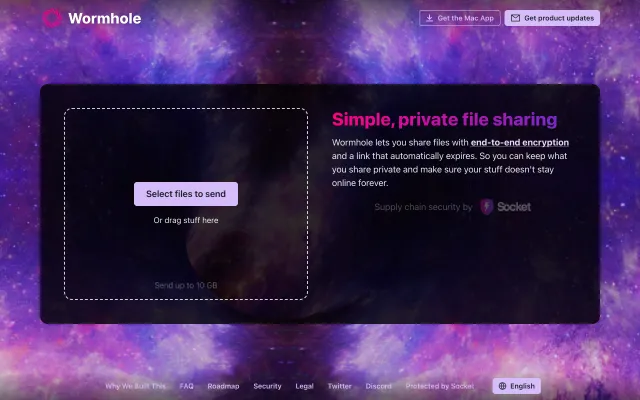 Wormhole
Get the Mac App
Get product updates
Select files to send
Or drag stuff here
Send up to 10 GB
Simple, private file sharing
Wormhole lets you share files with end-to-end encryption
and a link that automatically expires. So you can keep what
you share private and make sure your stuff doesn't stay
online forever.
Supply chain security by Socket
Why We Built This FAQ Roadmap Security Legal Twitter Discord Protected by Socket English